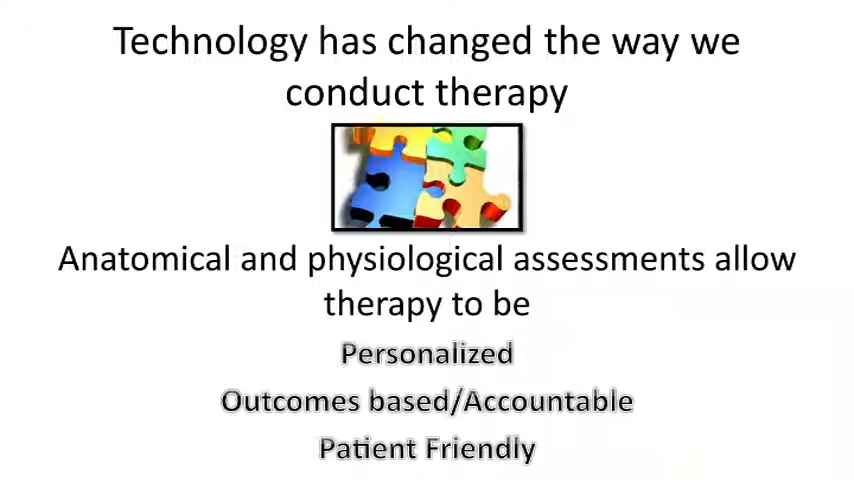 Technology has changed the way we
conduct therapy
Anatomical and physiological assessments allow
therapy to be
Personalized
Outcomes based/Accountable
Patient Friendly